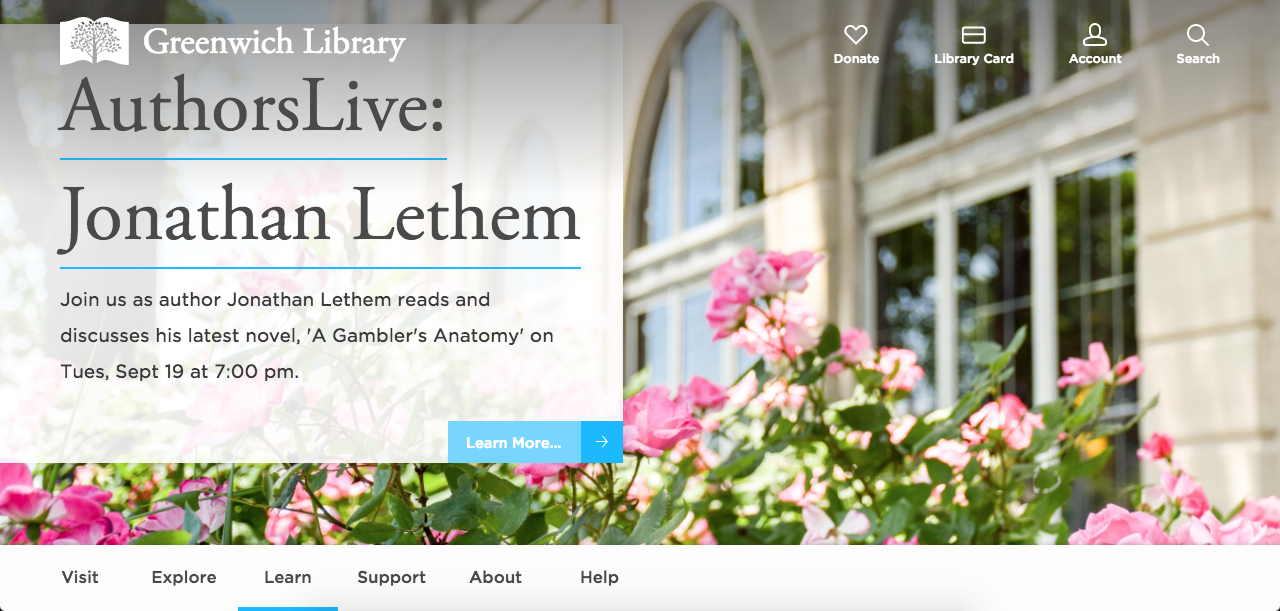 Greenwich Library
Donate
Library Card
Account
Search
AuthorsLive:
Jonathan Lethem
Join us as author Jonathan Lethem reads and
discusses his latest novel, 'A Gambler's Anatomy' on
Tues, Sept 19 at 7:00 pm.
Learn More...
Visit
Explore
Learn
Support
About
Help